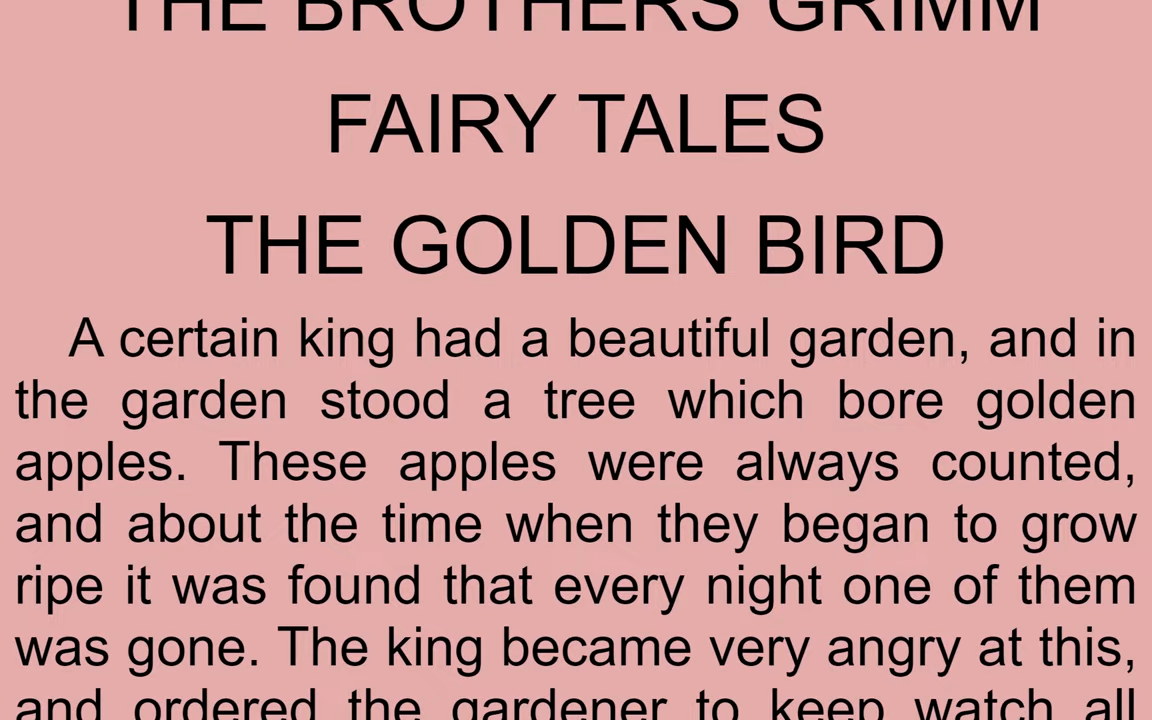 THE BROTHERS GRIMM
FAIRY TALES
THE GOLDEN BIRD
A certain king had a beautiful garden, and in
the garden stood a tree which bore golden
apples. These apples were always counted,
and about the time when they began to grow
ripe it was found that every night one of them
was gone. The king became very angry at this,
and ordered the gardener to keep watch all